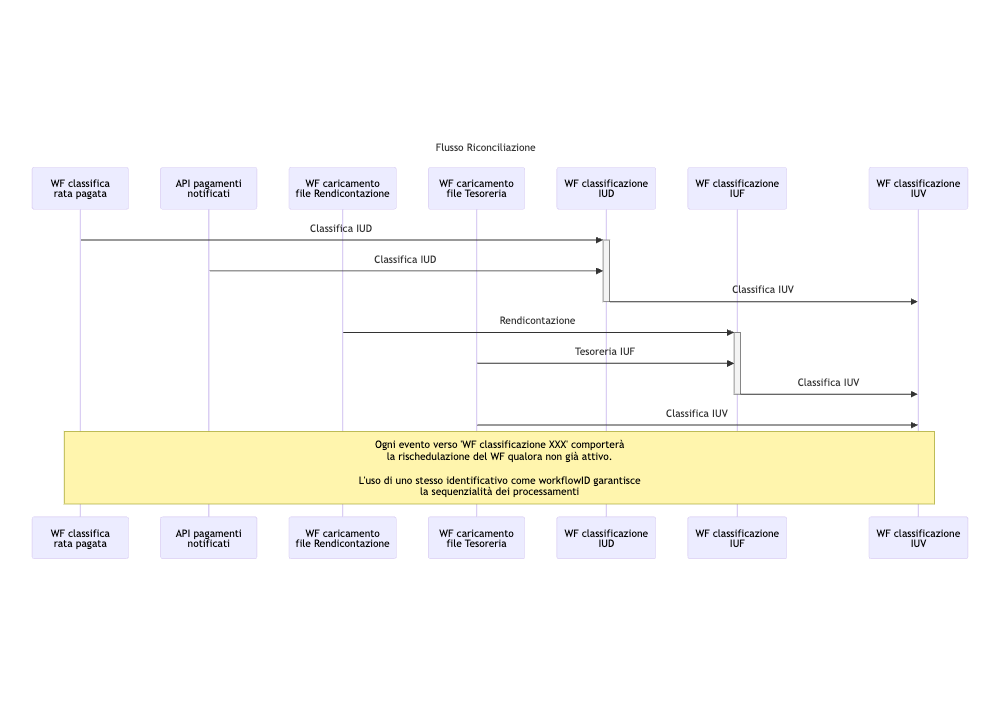 Flusso Riconciliazione
WF classifica
rata pagata
API pagamenti
notificati
WF caricamento
file Rendicontazione
WF caricamento
file Tesoreria
WF classificazione
IUD
WF classificazione
IUF
WF classificazione
IUV
Classifica IUD
Classifica IUD
Classifica IUV
Rendicontazione
Tesoreria IUF
Classifica IUV
Classifica IUV
Ogni evento verso 'WF classificazione XXX' comporterà
la rischedulazione del WF qualora non già attivo.
L'uso di uno stesso identificativo come workflowID garantisce
la sequenzialità dei processamenti
WF classifica
rata pagata
API pagamenti
notificati
WF caricamento
file Rendicontazione
WF caricamento
file Tesoreria
WF classificazione
IUD
WF classificazione
IUF
WF classificazione
IUV